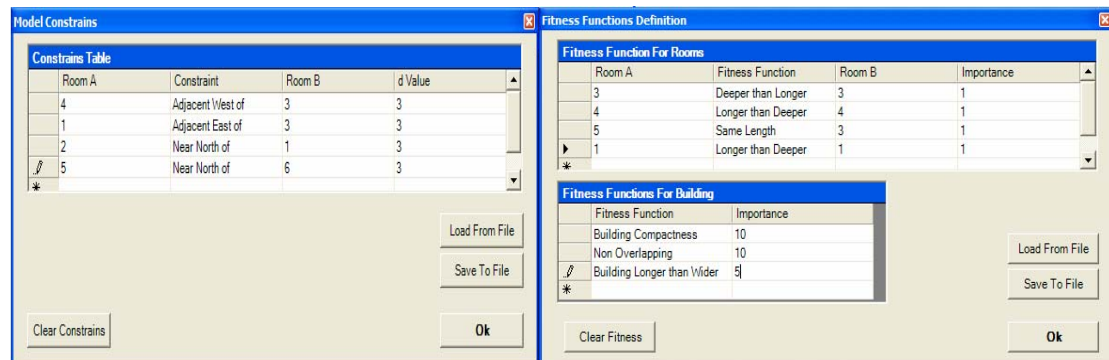 Model Constrains
Constrains Table
Room A Constraint Room B d Value
4 Adjacent West of 3 3
1 Adjacent East of 3 3
2 Near North of 1 3
5 Near North of 6 3
Load From File
Save To File
Clear Constrains Ok
Fitness Functions Definition
Fitness Function For Rooms
Room A Fitness Function Room B Importance
3 Deeper than Longer 3 1
4 Longer than Deeper 4 1
5 Same Length 3 1
1 Longer than Deeper 1 1
Fitness Functions For Building
Fitness Function Importance
Building Compactness 10
Non Overlapping 10
Building Longer than Wider 5
Load From File
Save To File
Clear Fitness Ok